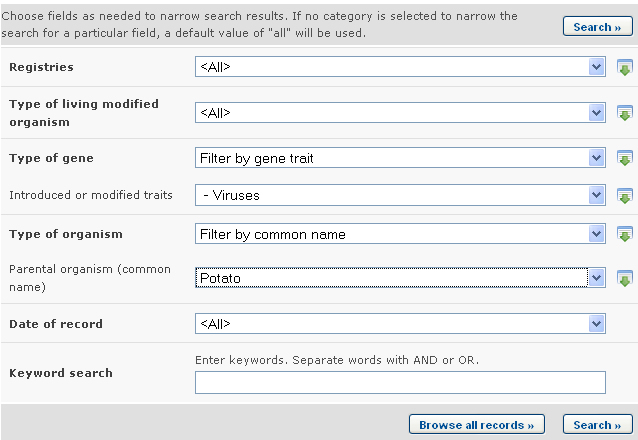 Choose fields as needed to narrow search results. If no category is selected to narrow the
search for a particular field, a default value of "all" will be used.
Search »
Registries
<All>
Type of living modified
organism
<All>
Type of gene
Filter by gene trait
Introduced or modified traits
- Viruses
Type of organism
Filter by common name
Parental organism (common
name)
Potato
Date of record
<All>
Enter keywords. Separate words with AND or OR.
Keyword search
Browse all records »
Search »